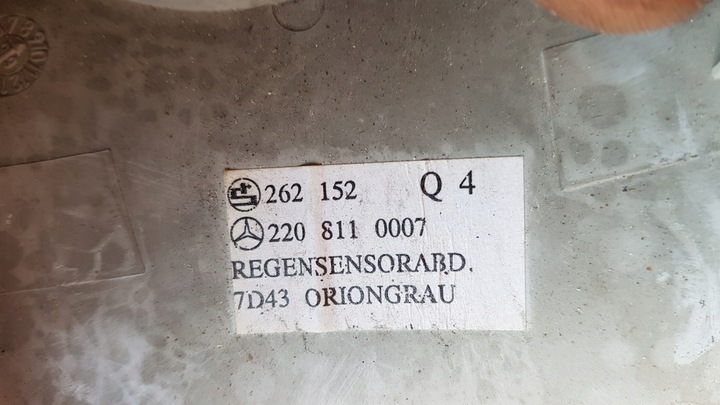 262 152 Q 4
220 811 0007
REGENSENSORABD.
7D43 ORIONGRAU